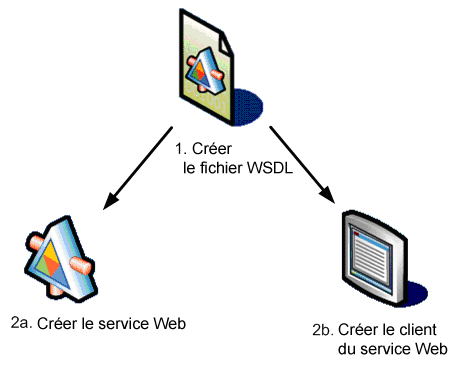 1. Créer
le fichier WSDL
2a. Créer le service Web
2b. Créer le client
du service Web